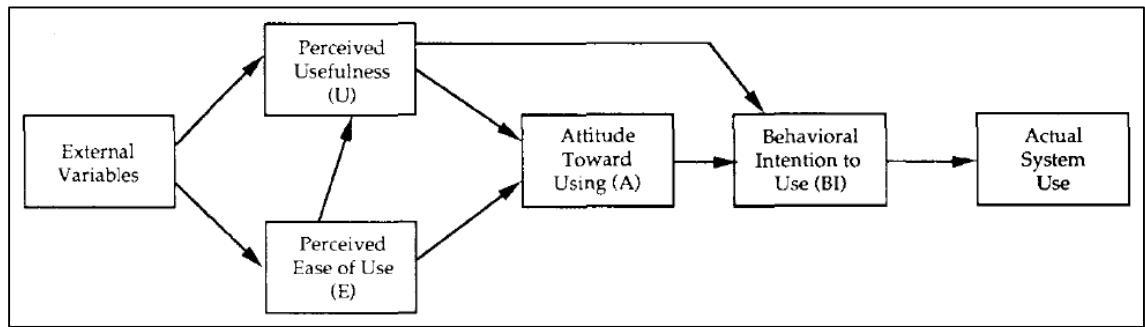 External
Variables
Perceived
Usefulness
(U)
Perceived
Ease of Use
(E)
Attitude
Toward
Using (A)
Behavioral
Intention to
Use (BI)
Actual
System
Use